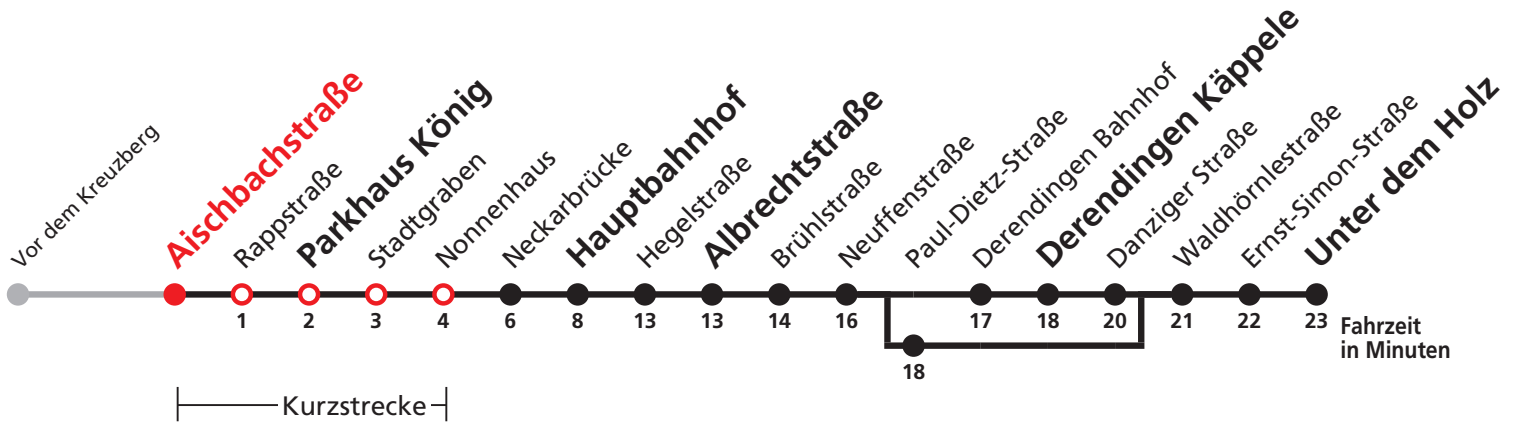 Vor dem Kreuzberg
Aischbachstraße
Rappstraße
Parkhaus König
Stadtgraben
Nonnenhaus
Neckarbrücke
Hauptbahnhof
Hegelstraße
Albrechtstraße
Brühlstraße
Neuffenstraße
Paul-Dietz-Straße
Derendingen Bahnhof
Derendingen Käppele
Danziger Straße
Waldhörnlestraße
Ernst-Simon-Straße
Unter dem Holz
1 2 3 4 6 8 13 13 14 16 17 18 20 21 22 23
Fahrzeit
in Minuten
18
Kurzstrecke